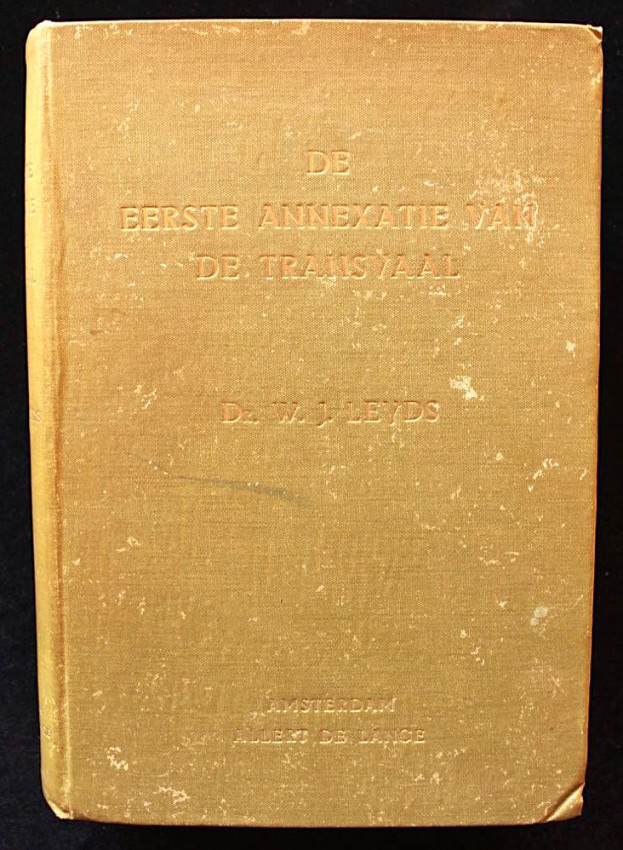 DE
EERSTE ANNEXATIE VAN
DE TRANSVAAL
DR. W. J. LEYDS
AMSTERDAM
ALLERT DE LANGE